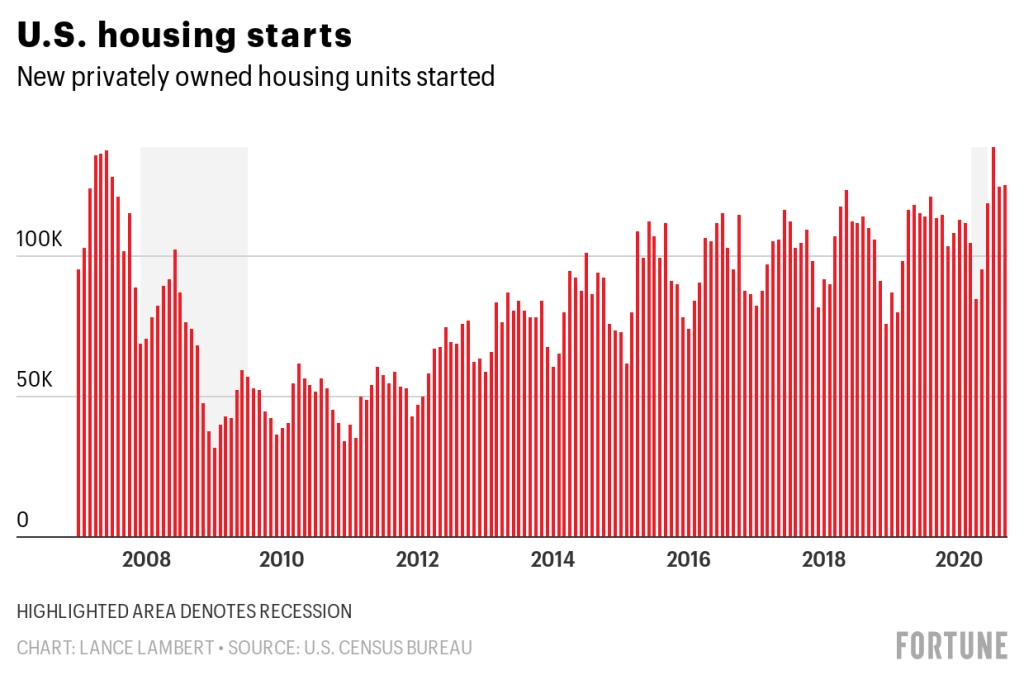 U.S. housing starts
New privately owned housing units started
100K
50K
0
2008 2010 2012 2014 2016 2018 2020
HIGHLIGHTED AREA DENOTES RECESSION
CHART: LANCE LAMBERT • SOURCE: U.S. CENSUS BUREAU
FORTUNE